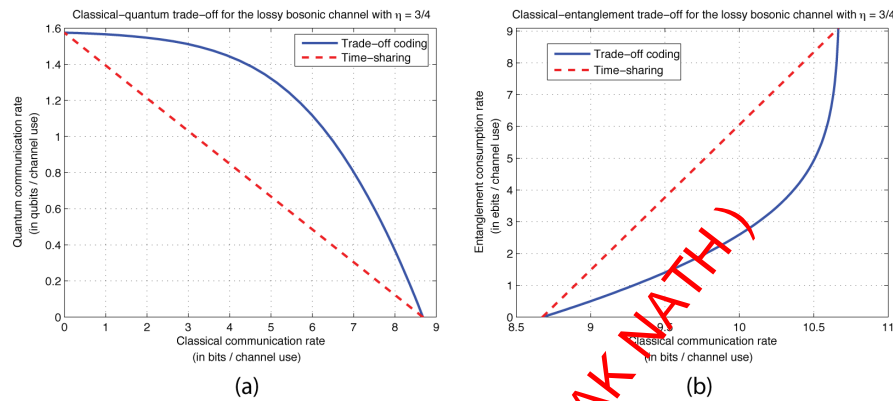 Classical–quantum trade–off for the lossy bosonic channel with η = 3/4
1.6
1.4
1.2
1
0.8
0.6
0.4
0.2
0
Quantum communication rate
(in qubits / channel use)
Trade–off coding
Time–sharing
0 1 2 3 4 5 6 7 8 9
Classical communication rate
(in bits / channel use)
(a)
Classical–entanglement trade–off for the lossy bosonic channel with η = 3/4
9
8
7
6
5
4
3
2
1
0
Entanglement consumption rate
(in ebits / channel use)
Trade–off coding
Time–sharing
8.5 9 9.5 10 10.5 11
Classical communication rate
(in bits / channel use)
(b)
NATH)